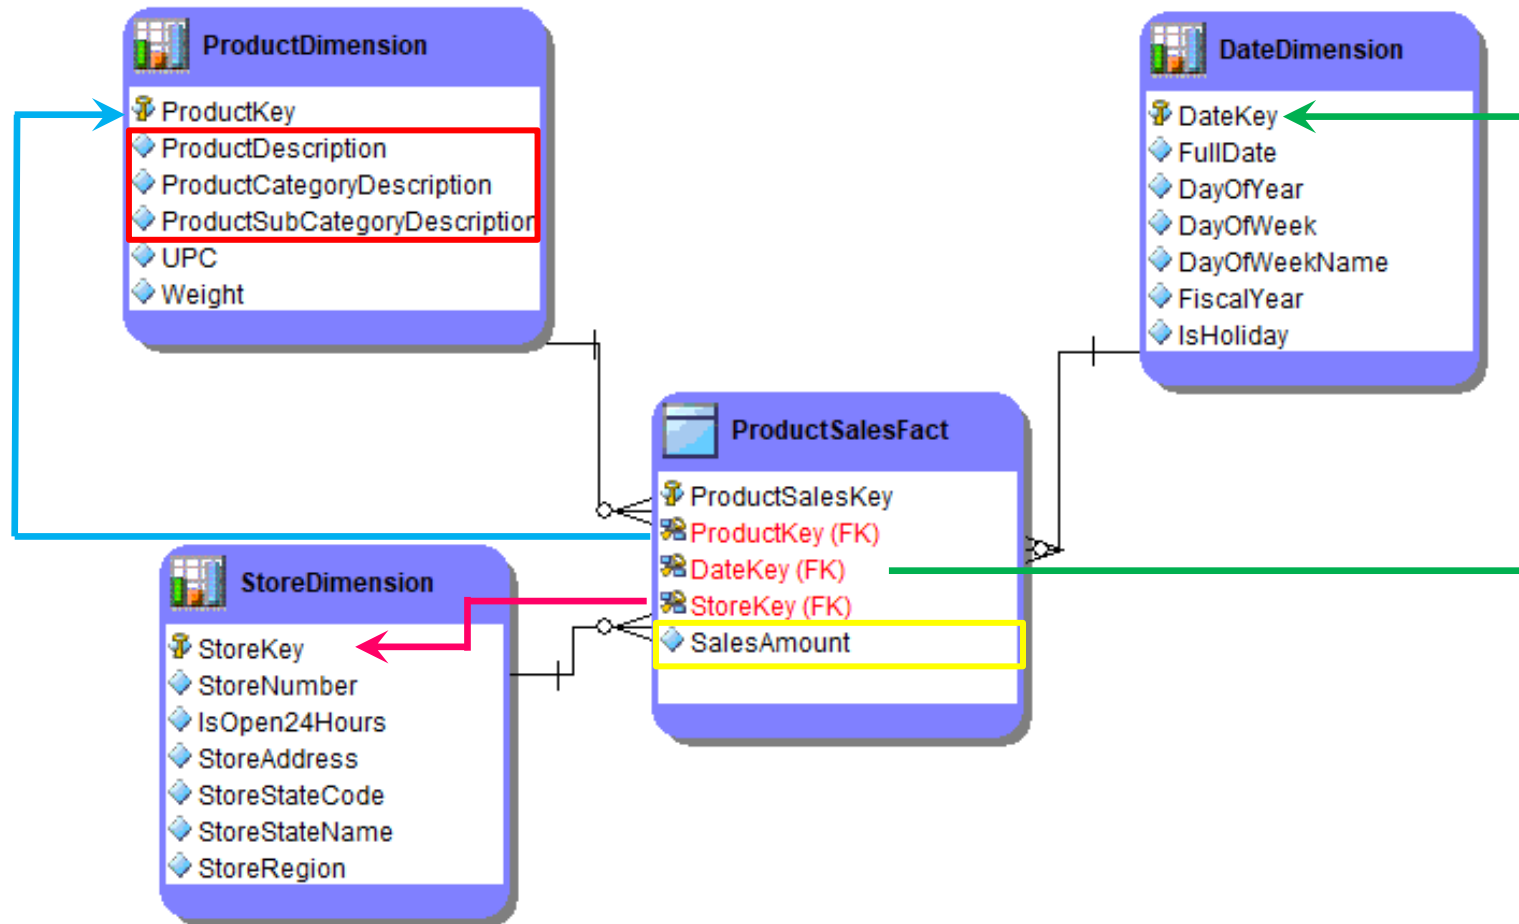 ProductDimension
ProductKey
ProductDescription
ProductCategoryDescription
ProductSubCategoryDescription
UPC
Weight
DateDimension
DateKey
FullDate
DayOfYear
DayOfWeek
DayOfWeekName
FiscalYear
IsHoliday
ProductSalesFact
ProductSalesKey
ProductKey (FK)
DateKey (FK)
StoreKey (FK)
SalesAmount
StoreDimension
StoreKey
StoreNumber
IsOpen24Hours
StoreAddress
StoreStateCode
StoreStateName
StoreRegion